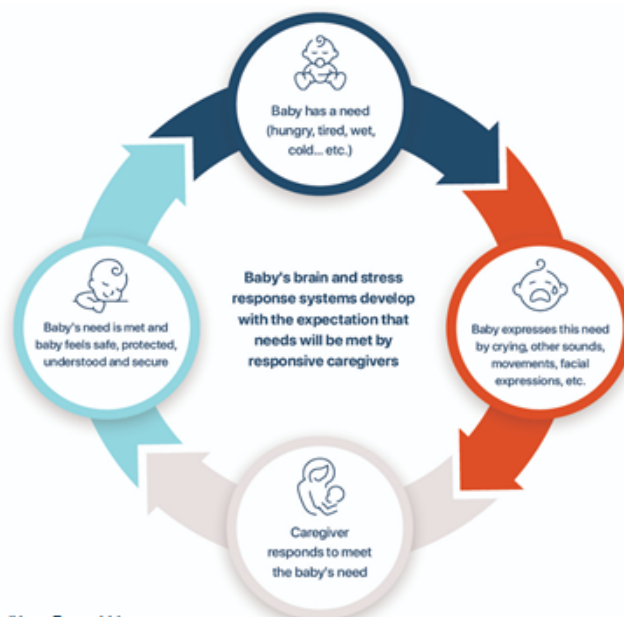 Baby has a need
(hungry, tired, wet,
cold... etc.)
Baby expresses this need
by crying, other sounds,
movements, facial
expressions, etc.
Caregiver
responds to meet
the baby's need
Baby's need is met and
baby feels safe, protected,
understood and secure
Baby's brain and stress
response systems develop
with the expectation that
needs will be met by
responsive caregivers